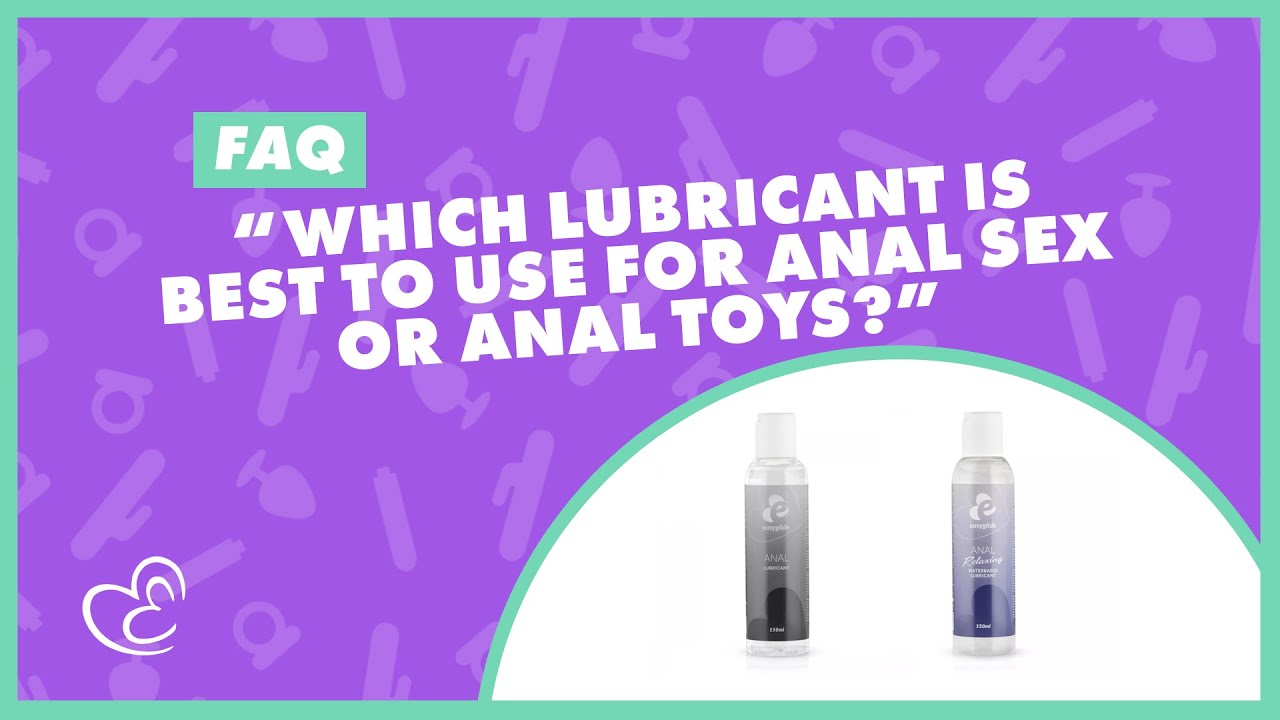 FAQ
“WHICH LUBRICANT IS
BEST TO USE FOR ANAL SEX
OR ANAL TOYS?”
easyglide
ANAL
LUBRICANT
150ml
easyglide
ANAL
Relaxing
WATERBASED
LUBRICANT
150ml